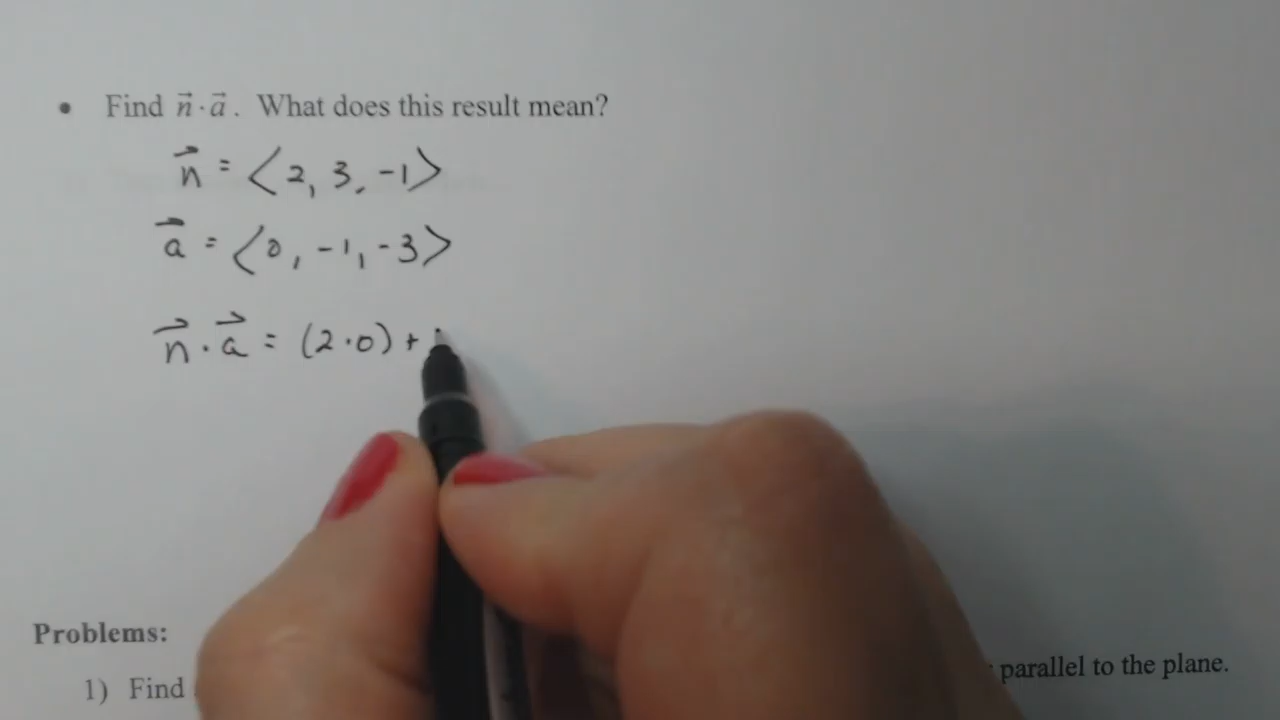 • Find n⃗ · a⃗ . What does this result mean?
n⃗ = ⟨2, 3, -1⟩
a⃗ = ⟨0, -1, -3⟩
n⃗ · a⃗ = (2·0) +
Problems:
1) Find parallel to the plane.